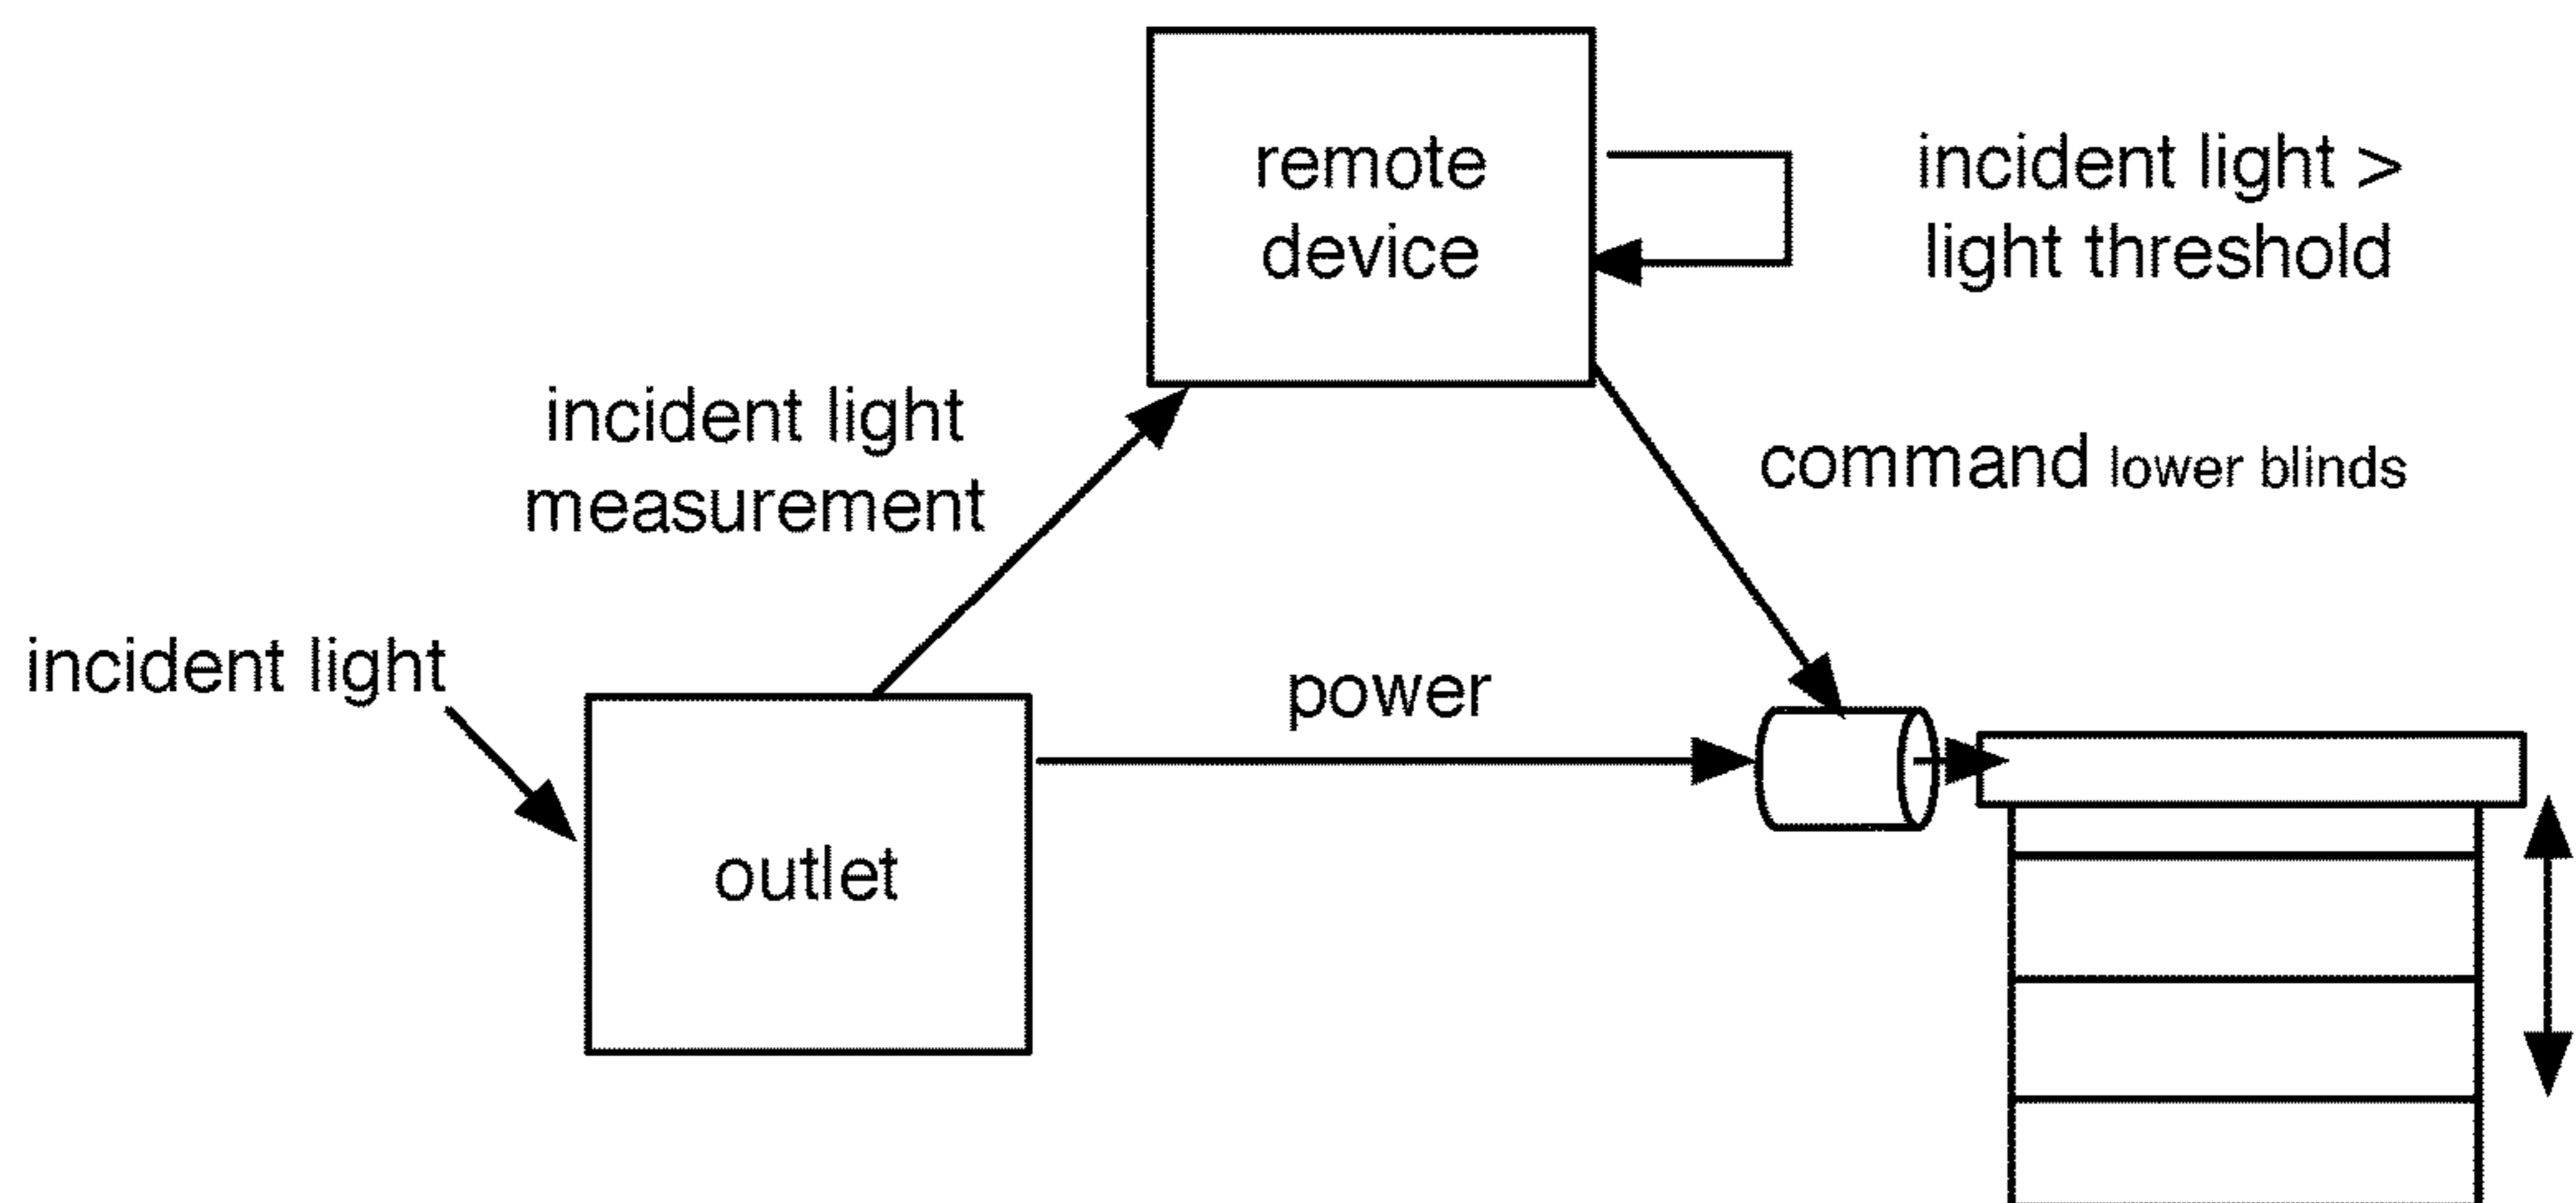 remote
device
incident light >
light threshold
incident light
measurement
command lower blinds
incident light
power
outlet